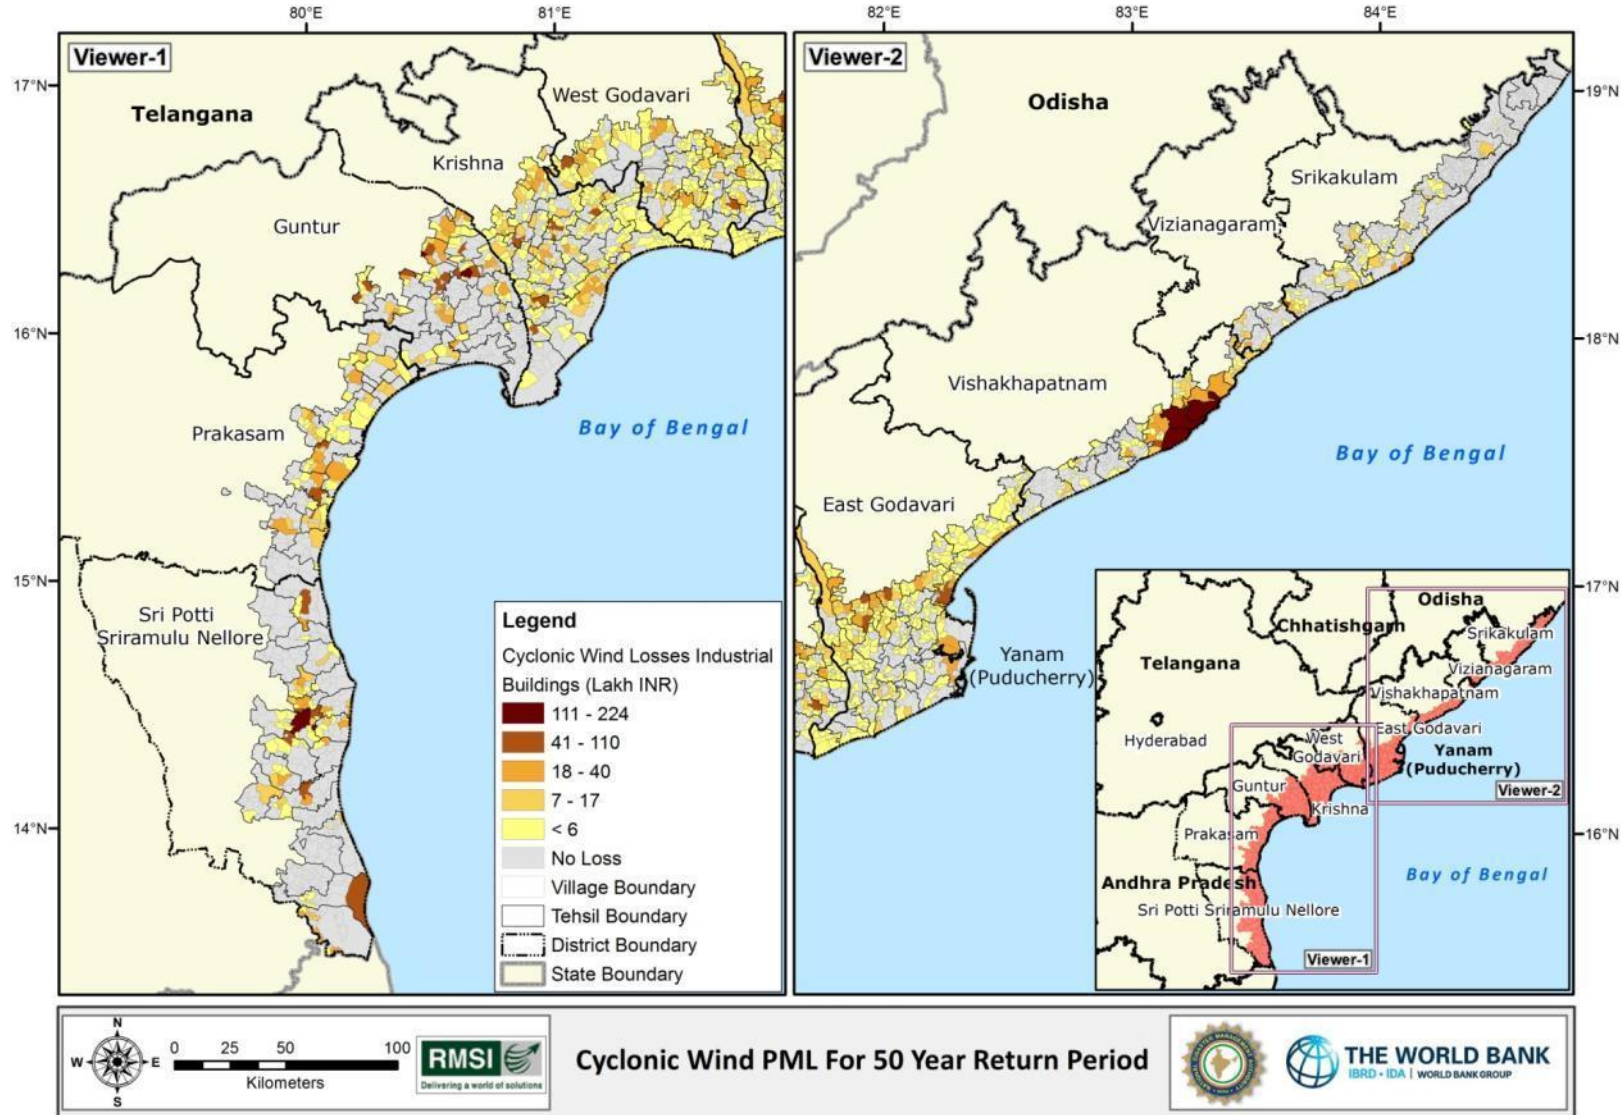 80°E
81°E
82°E
83°E
84°E
17°N
16°N
15°N
14°N
19°N
18°N
17°N
16°N
Viewer-1
Telangana
West Godavari
Krishna
Guntur
Prakasam
Bay of Bengal
Sri Potti
Sriramulu Nellore
Legend
Cyclonic Wind Losses Industrial
Buildings (Lakh INR)
111 - 224
41 - 110
18 - 40
7 - 17
< 6
No Loss
Village Boundary
Tehsil Boundary
District Boundary
State Boundary
Viewer-2
Odisha
Srikakulam
Vizianagaram
Vishakhapatnam
East Godavari
Bay of Bengal
Yanam
(Puducherry)
Odisha
Chhatishgarh
Srikakulam
Telangana
Vizianagaram
Vishakhapatnam
East Godavari
Hyderabad
West
Godavari
Yanam
(Puducherry)
Guntur
Viewer-2
Krishna
Prakasam
Andhra Pradesh
Bay of Bengal
Sri Potti Sriramulu Nellore
Viewer-1
N
W
E
S
0 25 50 100
Kilometers
RMSI
Delivering a world of solutions
Cyclonic Wind PML For 50 Year Return Period
THE WORLD BANK
IBRD • IDA | WORLD BANK GROUP